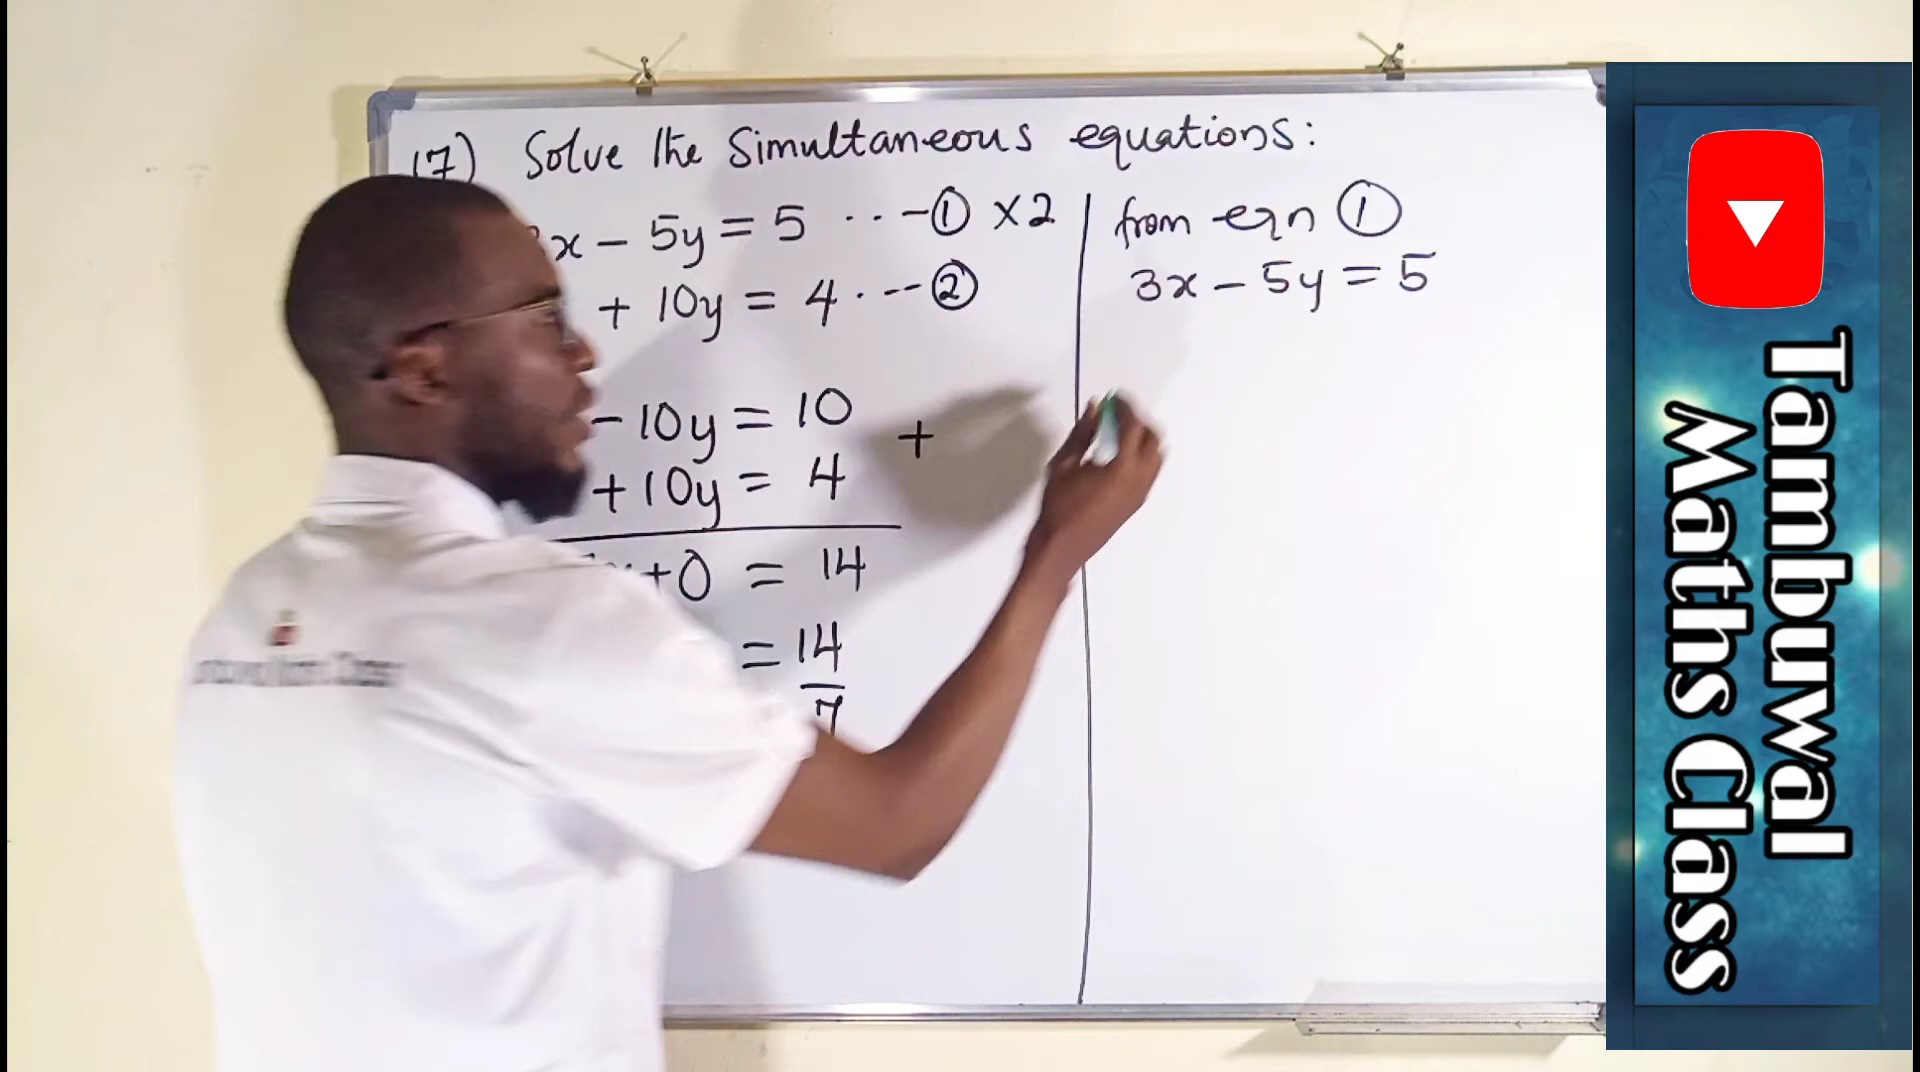 17) Solve the Simultaneous equations:
x - 5y = 5 ...-① ×2
+ 10y = 4 .--②
-10y = 10
+
+10y = 4
+0 = 14
= 14
7
from eqn ①
3x - 5y = 5
Tambuwal
Maths Class